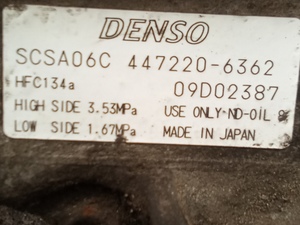 DENSO
SCSA06C 447220-6362
HFC134a 09D02387
HIGH SIDE 3.53MPa USE ONLY-ND-OIL 8
LOW SIDE 1.67MPa MADE IN JAPAN